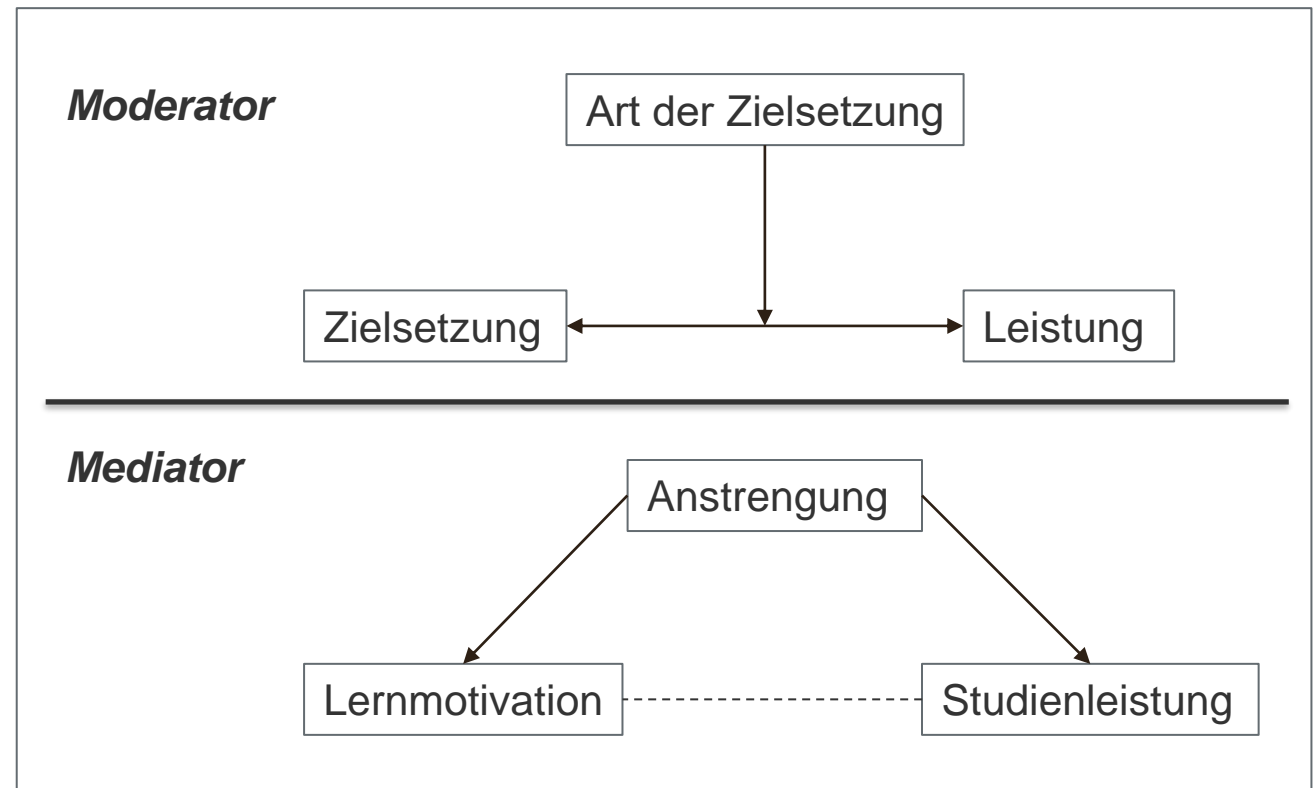 Moderator
Art der Zielsetzung
Zielsetzung
Leistung
Mediator
Anstrengung
Lernmotivation
Studienleistung